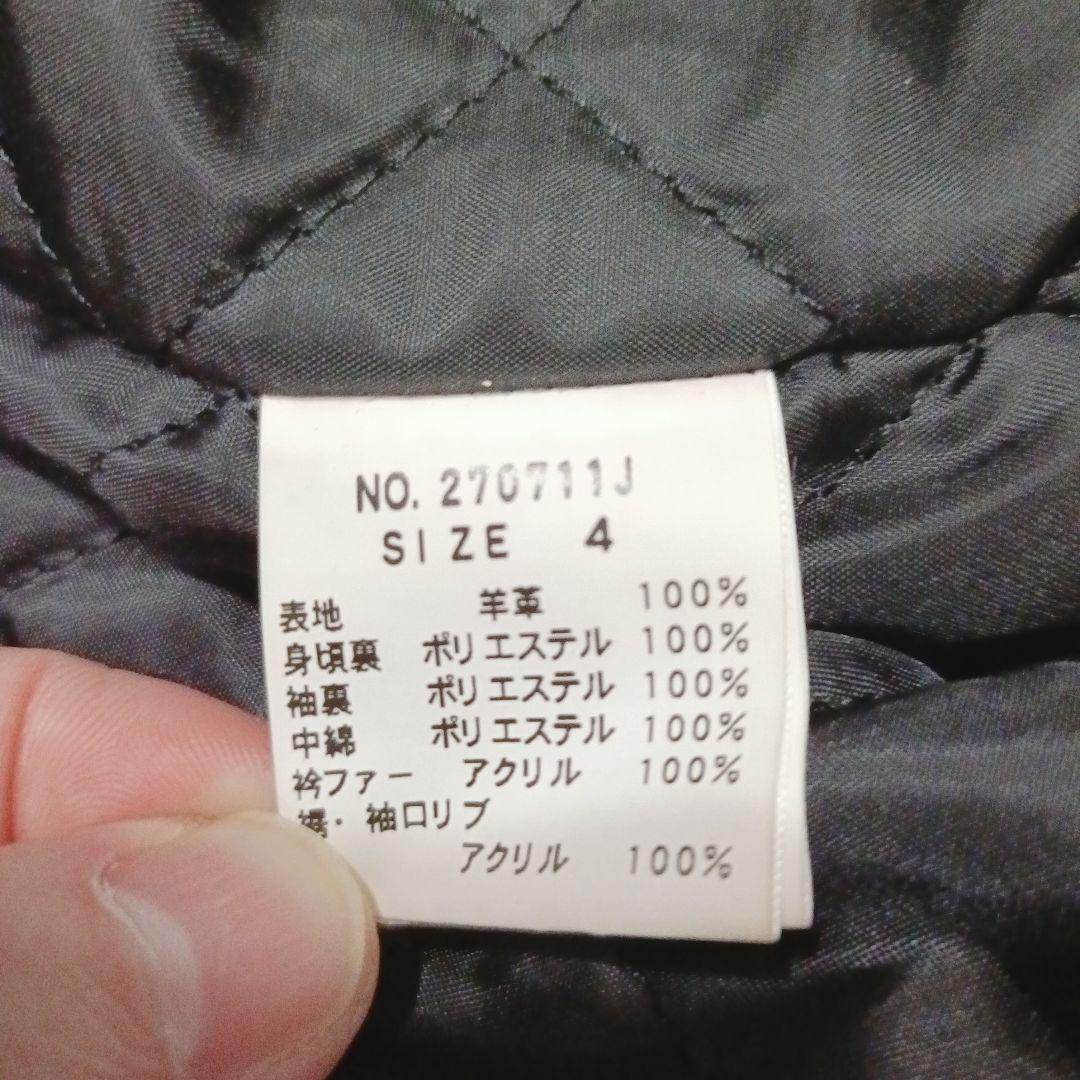 NO. 270711J
SIZE 4
表地 羊革 100%
身頃裏 ポリエステル 100%
袖裏 ポリエステル 100%
中綿 ポリエステル 100%
衿ファー アクリル 100%
裾・袖口リブ
アクリル 100%